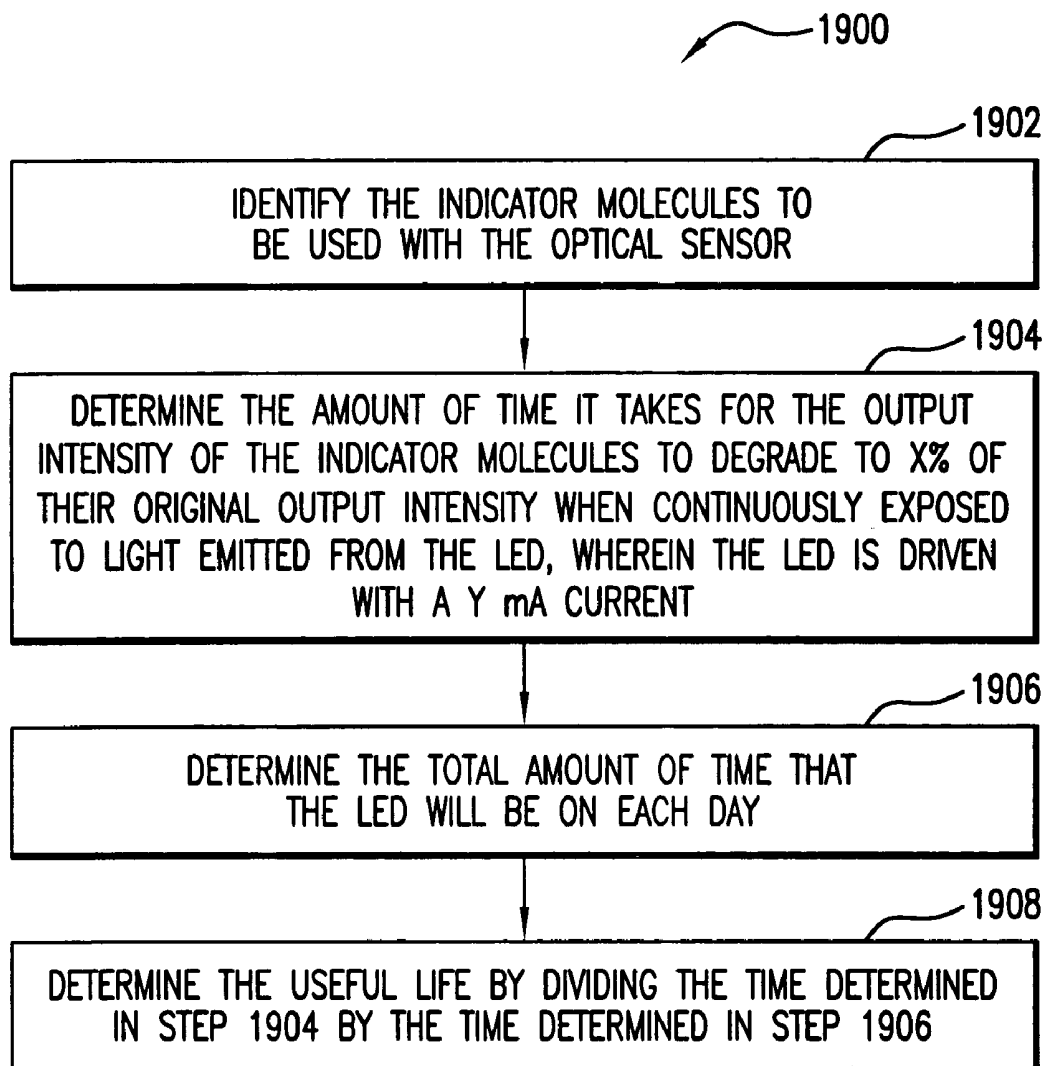 1900
1902
IDENTIFY THE INDICATOR MOLECULES TO
BE USED WITH THE OPTICAL SENSOR
1904
DETERMINE THE AMOUNT OF TIME IT TAKES FOR THE OUTPUT
INTENSITY OF THE INDICATOR MOLECULES TO DEGRADE TO X% OF
THEIR ORIGINAL OUTPUT INTENSITY WHEN CONTINUOUSLY EXPOSED
TO LIGHT EMITTED FROM THE LED, WHEREIN THE LED IS DRIVEN
WITH A Y mA CURRENT
1906
DETERMINE THE TOTAL AMOUNT OF TIME THAT
THE LED WILL BE ON EACH DAY
1908
DETERMINE THE USEFUL LIFE BY DIVIDING THE TIME DETERMINED
IN STEP 1904 BY THE TIME DETERMINED IN STEP 1906